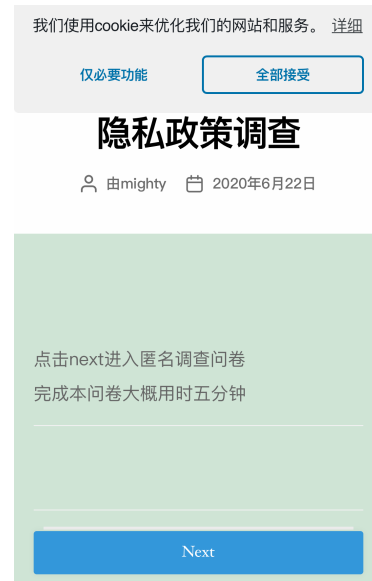 我们使用cookie来优化我们的网站和服务。 详细
仅必要功能 全部接受
隐私政策调查
由mighty 2020年6月22日
点击next进入匿名调查问卷
完成本问卷大概用时五分钟
Next